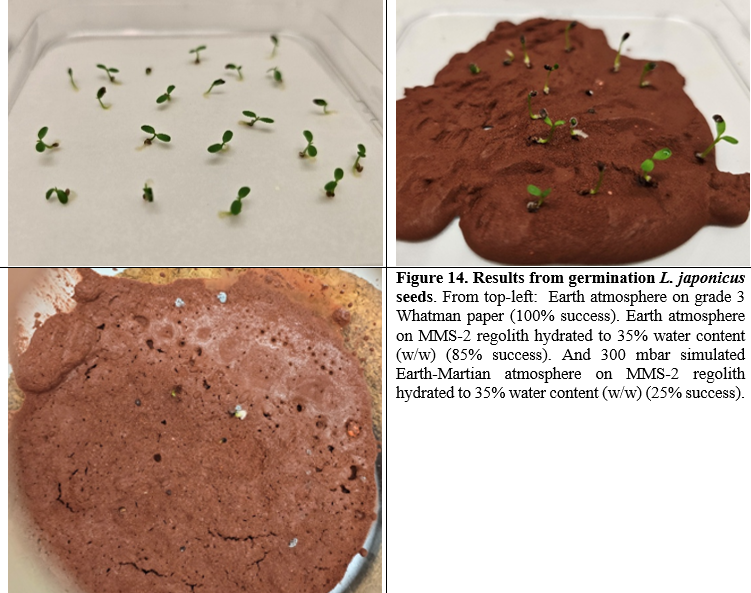 Figure 14. Results from germination L. japonicus
seeds. From top-left: Earth atmosphere on grade 3
Whatman paper (100% success). Earth atmosphere
on MMS-2 regolith hydrated to 35% water content
(w/w) (85% success). And 300 mbar simulated
Earth-Martian atmosphere on MMS-2 regolith
hydrated to 35% water content (w/w) (25% success).